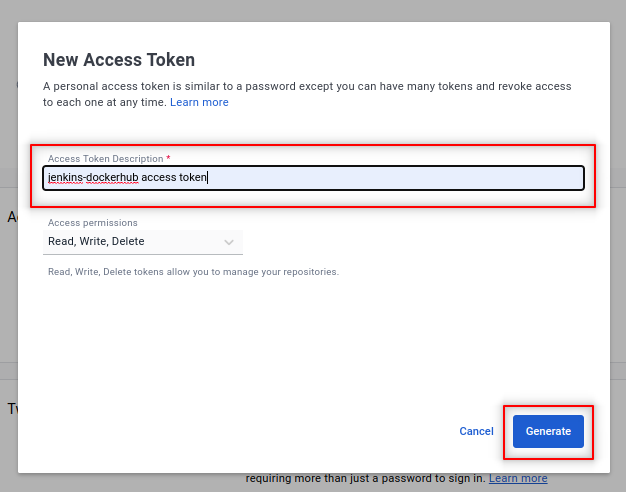 New Access Token
A personal access token is similar to a password except you can have many tokens and revoke access
to each one at any time. Learn more
Access Token Description *
jenkins-dockerhub access token
Access permissions
Read, Write, Delete
Read, Write, Delete tokens allow you to manage your repositories.
Cancel Generate
requiring more than just a password to sign in. Learn more